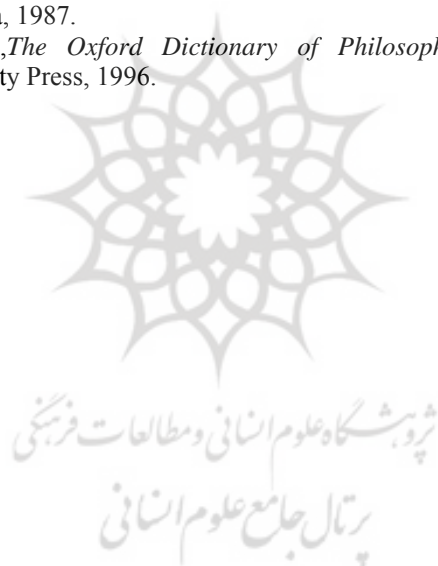 a, 1987.
,The Oxford Dictionary of Philosoph
ty Press, 1996.
پژوهشگاه علوم انسانی و مطالعات فرهنگی
پرتال جامع علوم انسانی